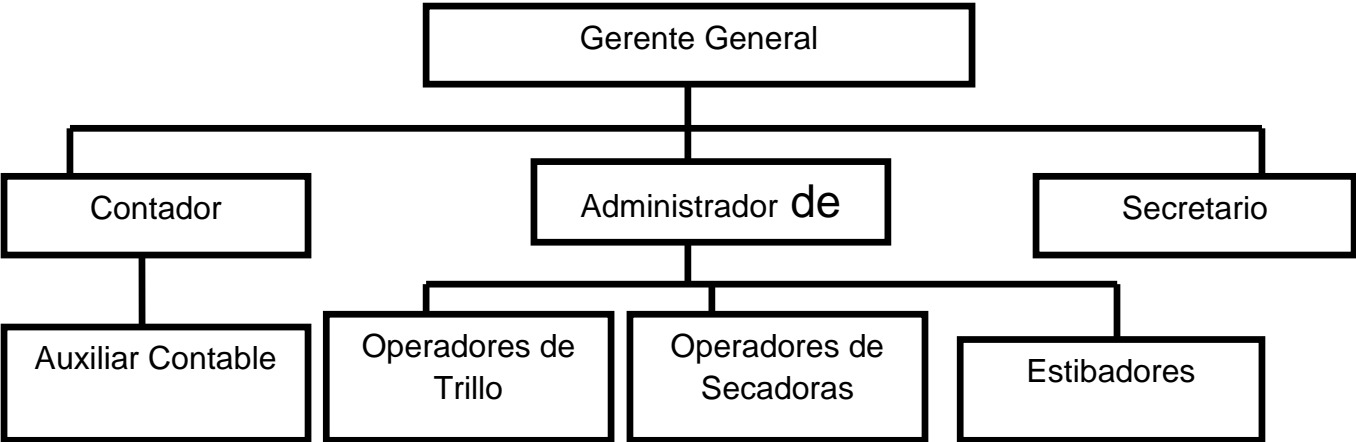 Gerente General
Contador
Administrador de
Secretario
Auxiliar Contable
Operadores de
Trillo
Operadores de
Secadoras
Estibadores